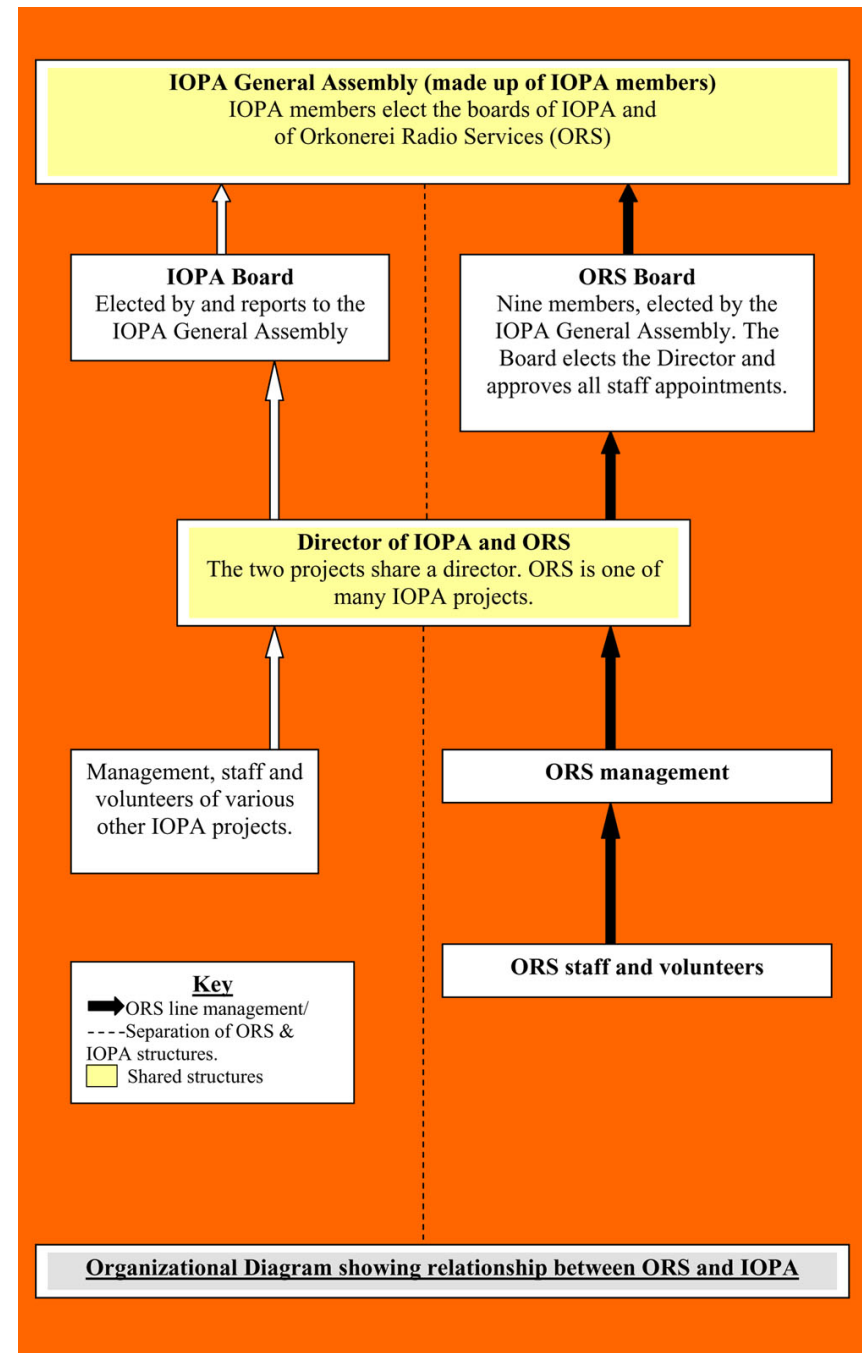 IOPA General Assembly (made up of IOPA members)
IOPA members elect the boards of IOPA and
of Orkonerei Radio Services (ORS)
IOPA Board
Elected by and reports to the
IOPA General Assembly
ORS Board
Nine members, elected by the
IOPA General Assembly. The
Board elects the Director and
approves all staff appointments.
Director of IOPA and ORS
The two projects share a director. ORS is one of
many IOPA projects.
Management, staff and
volunteers of various
other IOPA projects.
ORS management
ORS staff and volunteers
Key
ORS line management/
----Separation of ORS &
IOPA structures.
Shared structures
Organizational Diagram showing relationship between ORS and IOPA